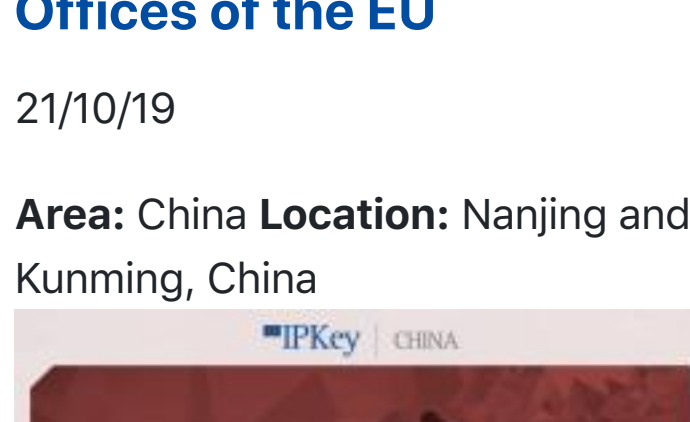 Offices of the EU
21/10/19
Area: China Location: Nanjing and
Kunming, China
IPKey | CHINA